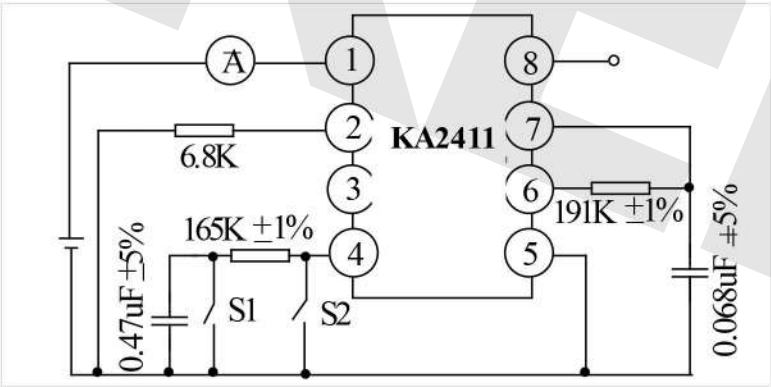 A
1
8
2
KA2411
7
6.8K
3
6
191K ±1%
165K ±1%
4
5
0.47uF ±5%
S1
S2
0.068uF ±5%